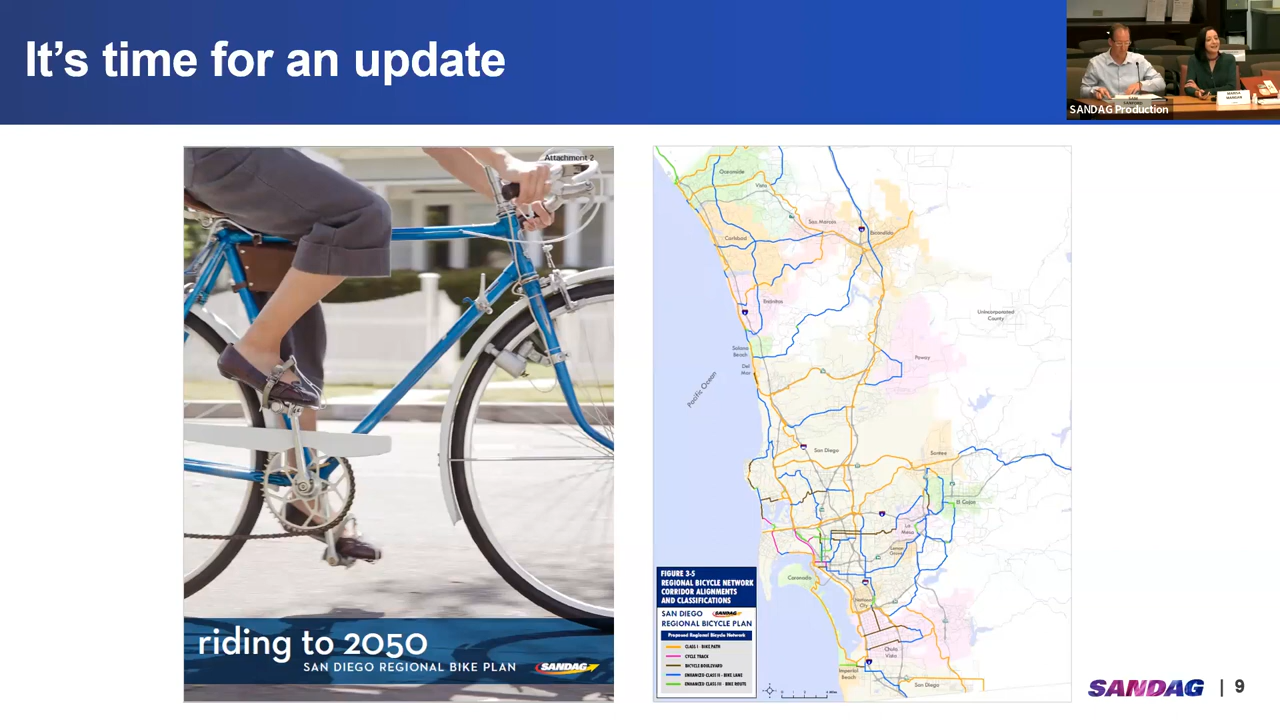 It's time for an update
SANDAG Production
Attachment 2
riding to 2050
SAN DIEGO REGIONAL BIKE PLAN
SANDAG
Oceanside
Vista
San Marcos
Escondido
Carlsbad
Encinitas
Unincorporated
County
Solana
Beach
Del
Mar
Poway
Pacific Ocean
San Diego
Santee
El Cajon
La
Mesa
Lemon
Grove
Coronado
National
City
Chula
Vista
Imperial
Beach
San Diego
FIGURE 3-5
REGIONAL BICYCLE NETWORK
CORRIDOR ALIGNMENTS
AND CLASSIFICATIONS
SAN DIEGO SANDAG
REGIONAL BICYCLE PLAN
Proposed Regional Bicycle Network
CLASS I - BIKE PATH
CYCLE TRACK
BICYCLE BOULEVARD
ENHANCED CLASS II - BIKE LANE
ENHANCED CLASS III - BIKE ROUTE
SANDAG | 9